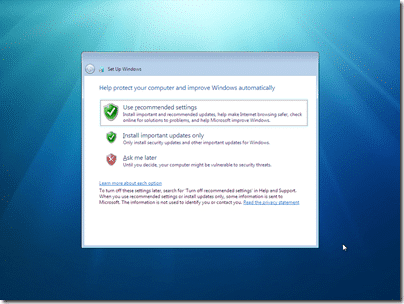 Set Up Windows
Help protect your computer and improve Windows automatically
Use recommended settings
Install important and recommended updates, help make Internet browsing safer, check
online for solutions to problems, and help Microsoft improve Windows.
Install important updates only
Only install security updates and other important updates for Windows.
Ask me later
Until you decide, your computer might be vulnerable to security threats.
Learn more about each option
To turn off these settings later, search for 'Turn off recommended settings' in Help and Support.
When you use recommended settings or install updates only, some information is sent to
Microsoft. The information is not used to identify you or contact you. Read the privacy statement